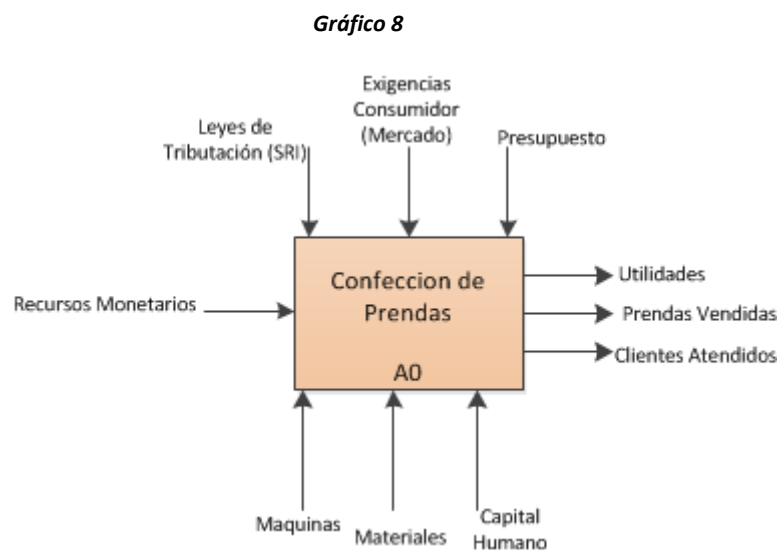 Gráfico 8
Exigencias
Consumidor
(Mercado)
Leyes de
Tributación (SRI)
Presupuesto
Confeccion de
Prendas
A0
Recursos Monetarios
Utilidades
Prendas Vendidas
Clientes Atendidos
Maquinas
Materiales
Capital
Humano